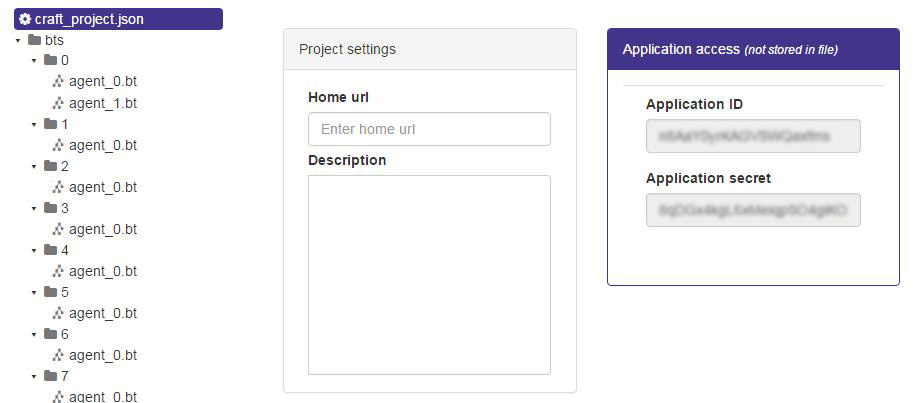 craft_project.json
bts
0
agent_0.bt
agent_1.bt
1
agent_0.bt
2
agent_0.bt
3
agent_0.bt
4
agent_0.bt
5
agent_0.bt
6
agent_0.bt
7
agent_0.bt
Project settings
Home url
Enter home url
Description
Application access (not stored in file)
Application ID
Application secret